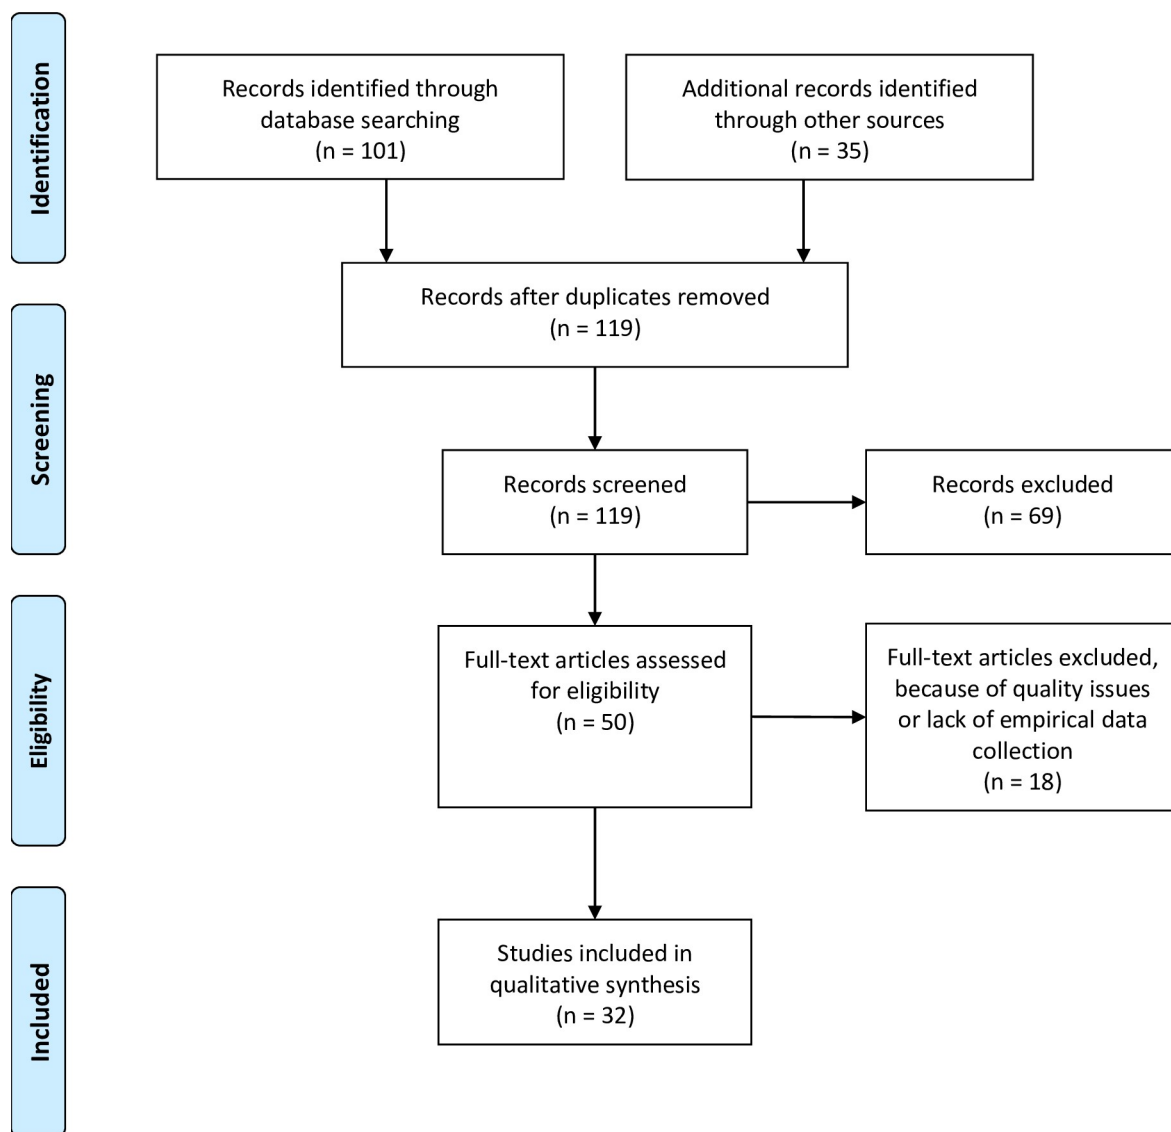 Identification
Records identified through
database searching
(n = 101)
Additional records identified
through other sources
(n = 35)
Records after duplicates removed
(n = 119)
Screening
Records screened
(n = 119)
Records excluded
(n = 69)
Eligibility
Full-text articles assessed
for eligibility
(n = 50)
Full-text articles excluded,
because of quality issues
or lack of empirical data
collection
(n = 18)
Included
Studies included in
qualitative synthesis
(n = 32)